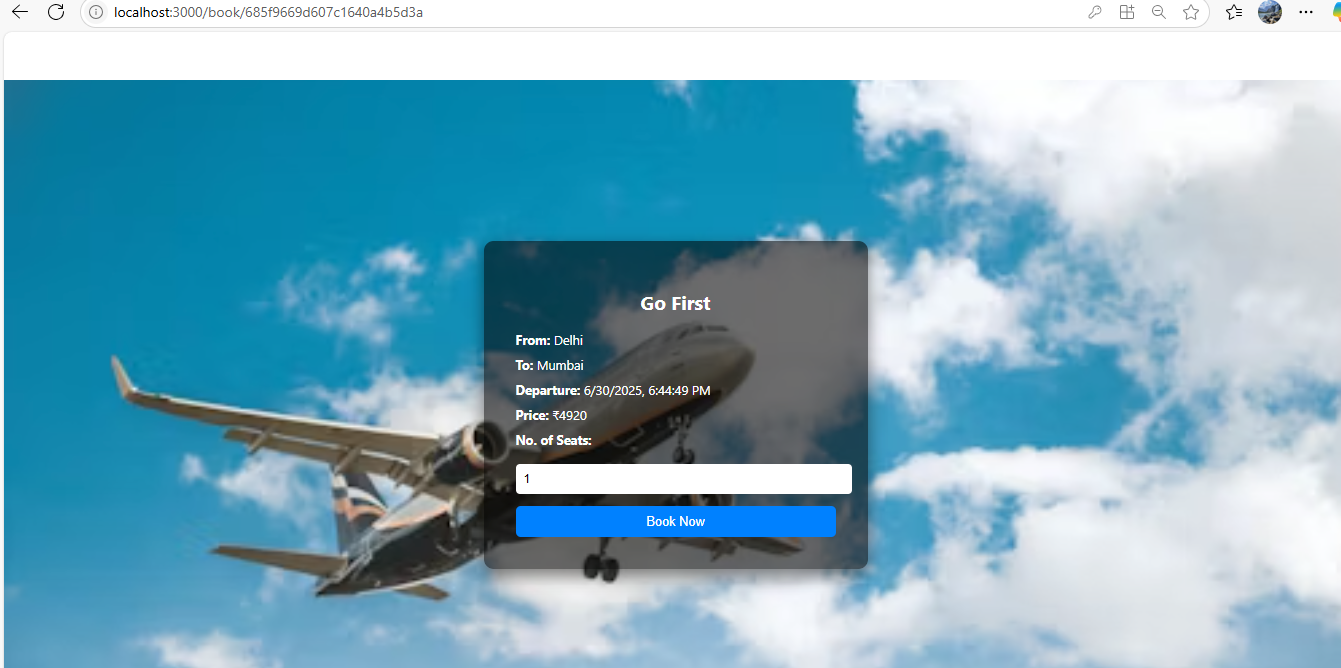 localhost:3000/book/685f9669d607c1640a4b5d3a
Go First
From: Delhi
To: Mumbai
Departure: 6/30/2025, 6:44:49 PM
Price: ₹4920
No. of Seats:
1
Book Now